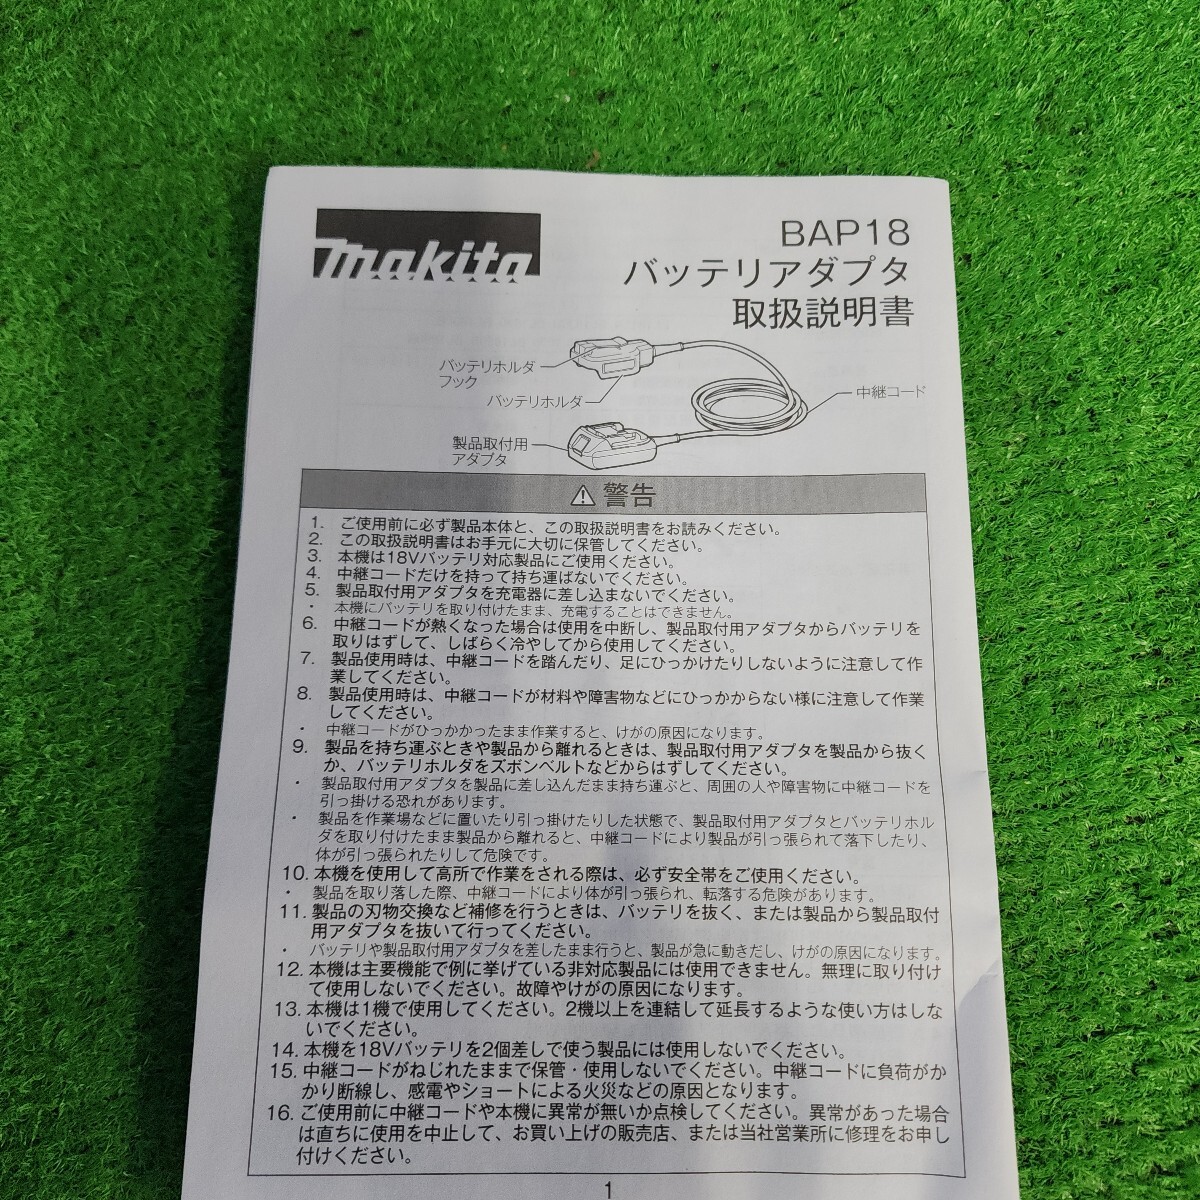 makita
BAP18
バッテリアダプタ
取扱説明書
バッテリホルダ
フック
バッテリホルダ
中継コード
製品取付用
アダプタ
⚠ 警告
1. ご使用前に必ず製品本体と、この取扱説明書をお読みください。
2. この取扱説明書はお手元に大切に保管してください。
3. 本機は18Vバッテリ対応製品にご使用ください。
4. 中継コードだけを持って持ち運ばないでください。
5. 製品取付用アダプタを充電器に差し込まないでください。
・ 本機にバッテリを取り付けたまま、充電することはできません。
6. 中継コードが熱くなった場合は使用を中断し、製品取付用アダプタからバッテリを
取りはずして、しばらく冷やしてから使用してください。
7. 製品使用時は、中継コードを踏んだり、足にひっかけたりしないように注意して作
業してください。
8. 製品使用時は、中継コードが材料や障害物などにひっかからない様に注意して作業
してください。
・ 中継コードがひっかかったまま作業すると、けがの原因になります。
9. 製品を持ち運ぶときや製品から離れるときは、製品取付用アダプタを製品から抜く
か、バッテリホルダをズボンベルトなどからはずしてください。
・ 製品取付用アダプタを製品に差し込んだまま持ち運ぶと、周囲の人や障害物に中継コードを
引っ掛ける恐れがあります。
・ 製品を作業場などに置いたり引っ掛けたりした状態で、製品取付用アダプタとバッテリホル
ダを取り付けたまま製品から離れると、中継コードにより製品が引っ張られて落下したり、
体が引っ張られたりして危険です。
10. 本機を使用して高所で作業をされる際は、必ず安全帯をご使用ください。
・ 製品を取り落した際、中継コードにより体が引っ張られ、転落する危険があります。
11. 製品の刃物交換など補修を行うときは、バッテリを抜く、または製品から製品取付
用アダプタを抜いて行ってください。
・ バッテリや製品取付用アダプタを差したまま行うと、製品が急に動きだし、けがの原因になります。
12. 本機は主要機能で例に挙げている非対応製品には使用できません。無理に取り付け
て使用しないでください。故障やけがの原因になります。
13. 本機は1機で使用してください。2機以上を連結して延長するような使い方はしな
いでください。
14. 本機を18Vバッテリを2個差しで使う製品には使用しないでください。
15. 中継コードがねじれたままで保管・使用しないでください。中継コードに負荷がか
かり断線し、感電やショートによる火災などの原因となります。
16. ご使用前に中継コードや本機に異常が無いか点検してください。異常があった場合
は直ちに使用を中止して、お買い上げの販売店、または当社営業所に修理をお申し
付けください。
1